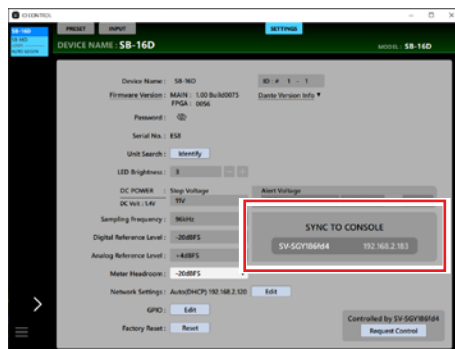 IO CONTROL
SB-16D
PRESET INPUT SETTINGS
DEVICE NAME : SB-16D MODEL : SB-16D
Device Name : SB-16D ID : # 1 - 1
Firmware Version : MAIN : 1.00 Build0075 Dante Version Info ▼
FPGA : 0056
Password :
Serial No. : ES8
Unit Search : Identify
LED Brightness : 3 − +
DC POWER : Stop Voltage Alert Voltage
DC Volt : 1.4V 11V
Sampling Frequency : 96kHz
Digital Reference Level : -20dBFS
Analog Reference Level : +4dBFS
Meter Headroom : -20dBFS
SYNC TO CONSOLE
SV-SGY186fd4 192.168.2.183
Network Settings : Auto(DHCP) 192.168.2.120 Edit
GPIO : Edit
Factory Reset : Reset
Controlled by SV-SGY186fd4
Request Control